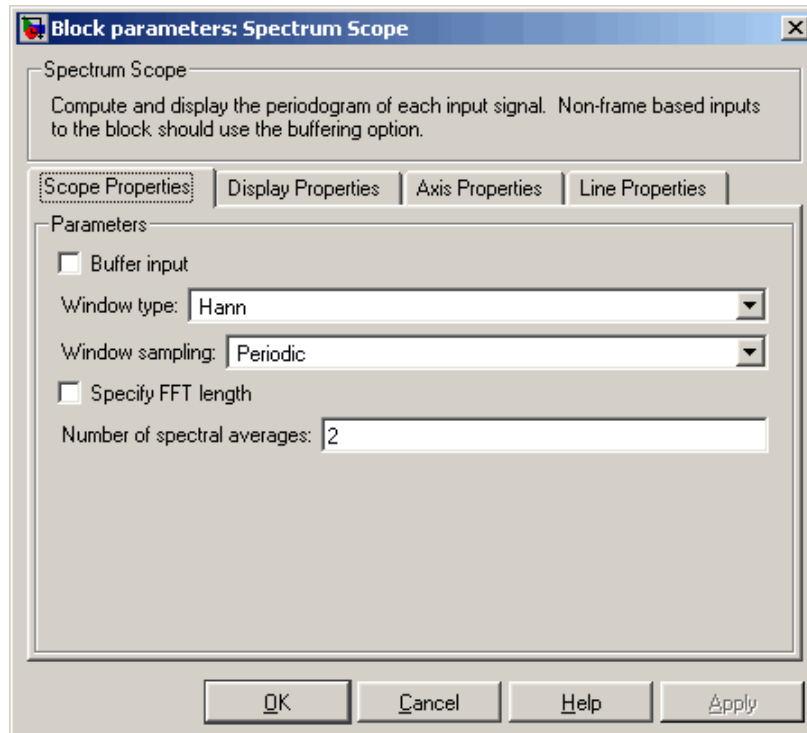 Block parameters: Spectrum Scope
Spectrum Scope
Compute and display the periodogram of each input signal. Non-frame based inputs
to the block should use the buffering option.
Scope Properties Display Properties Axis Properties Line Properties
Parameters
Buffer input
Window type: Hann
Window sampling: Periodic
Specify FFT length
Number of spectral averages: 2
OK Cancel Help Apply